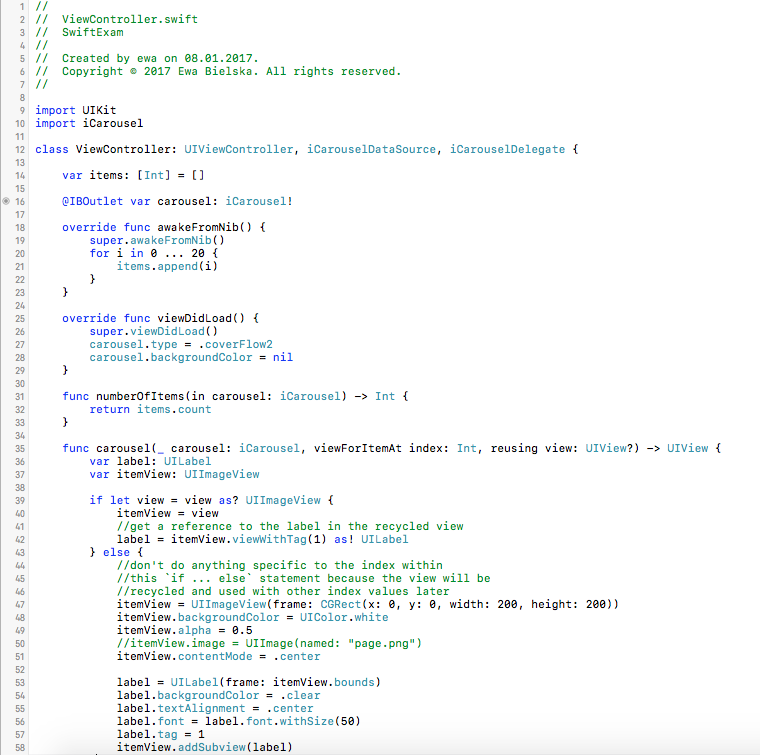 1 //
2 //  ViewController.swift
3 //  SwiftExam
4 //
5 //  Created by ewa on 08.01.2017.
6 //  Copyright © 2017 Ewa Bielska. All rights reserved.
7 //
8
9 import UIKit
10 import iCarousel
11
12 class ViewController: UIViewController, iCarouselDataSource, iCarouselDelegate {
13
14     var items: [Int] = []
15
16     @IBOutlet var carousel: iCarousel!
17
18     override func awakeFromNib() {
19         super.awakeFromNib()
20         for i in 0 ... 20 {
21             items.append(i)
22         }
23     }
24
25     override func viewDidLoad() {
26         super.viewDidLoad()
27         carousel.type = .coverFlow2
28         carousel.backgroundColor = nil
29     }
30
31     func numberOfItems(in carousel: iCarousel) -> Int {
32         return items.count
33     }
34
35     func carousel(_ carousel: iCarousel, viewForItemAt index: Int, reusing view: UIView?) -> UIView {
36         var label: UILabel
37         var itemView: UIImageView
38
39         if let view = view as? UIImageView {
40             itemView = view
41             //get a reference to the label in the recycled view
42             label = itemView.viewWithTag(1) as! UILabel
43         } else {
44             //don't do anything specific to the index within
45             //this `if ... else` statement because the view will be
46             //recycled and used with other index values later
47             itemView = UIImageView(frame: CGRect(x: 0, y: 0, width: 200, height: 200))
48             itemView.backgroundColor = UIColor.white
49             itemView.alpha = 0.5
50             //itemView.image = UIImage(named: "page.png")
51             itemView.contentMode = .center
52
53             label = UILabel(frame: itemView.bounds)
54             label.backgroundColor = .clear
55             label.textAlignment = .center
56             label.font = label.font.withSize(50)
57             label.tag = 1
58             itemView.addSubview(label)